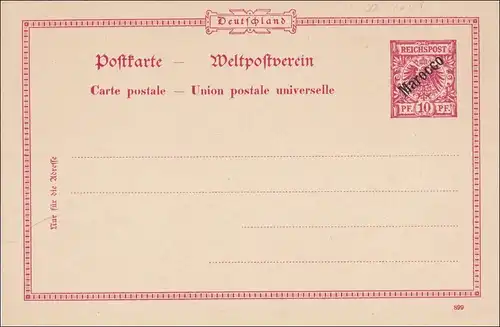 Deutschland
Postkarte — Weltpostverein
Carte postale — Union postale universelle
REICHSPOST
Marocco
PF. 10 PF.
Nur für die Adresse
899